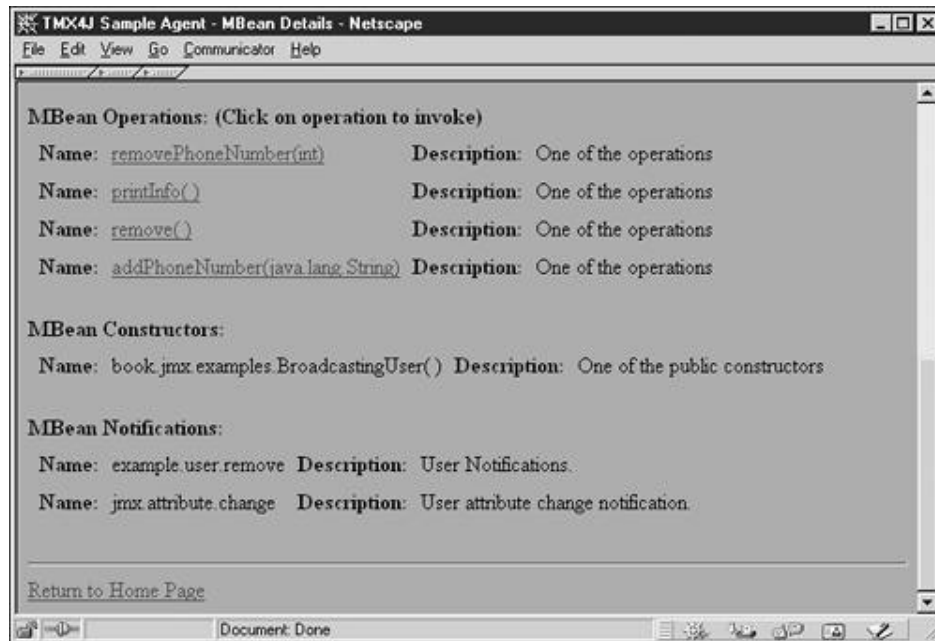 TMX4J Sample Agent - MBean Details - Netscape
File Edit View Go Communicator Help
MBean Operations: (Click on operation to invoke)
Name: removePhoneNumber(int) Description: One of the operations
Name: printInfo( ) Description: One of the operations
Name: remove( ) Description: One of the operations
Name: addPhoneNumber(java.lang.String) Description: One of the operations
MBean Constructors:
Name: book.jmx.examples.BroadcastingUser( ) Description: One of the public constructors
MBean Notifications:
Name: example.user.remove Description: User Notifications.
Name: jmx.attribute.change Description: User attribute change notification.
Return to Home Page
Document: Done